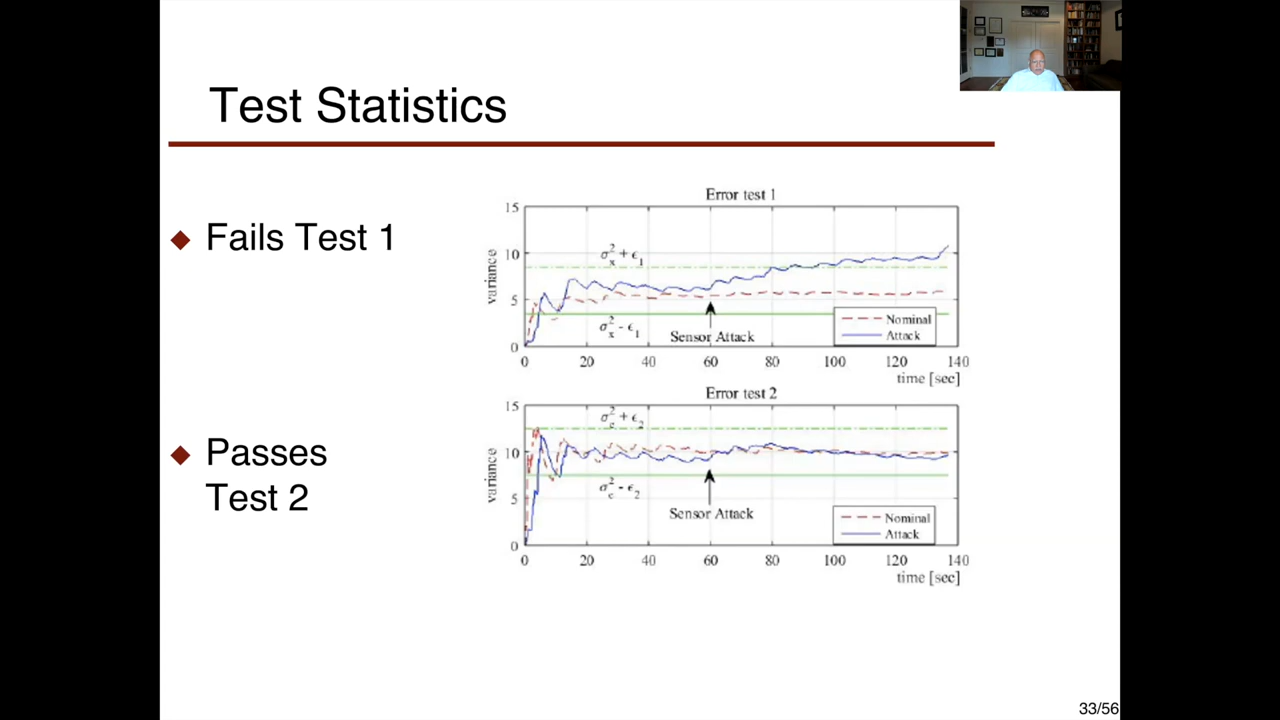 Test Statistics
Fails Test 1
Error test 1
15
10
5
0
variance
σ²ₓ + ϵ₁
σ²ₓ - ϵ₁
Sensor Attack
Nominal
Attack
0 20 40 60 80 100 120 140
time [sec]
Passes
Test 2
Error test 2
15
10
5
0
variance
σ²c + ϵ₂
σ²c - ϵ₂
Sensor Attack
Nominal
Attack
0 20 40 60 80 100 120 140
time [sec]
33/56